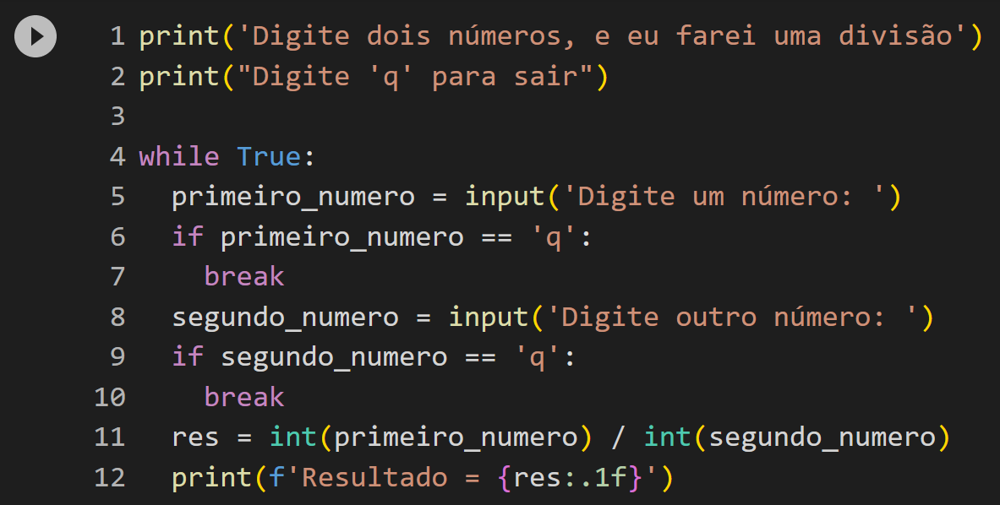 1 print('Digite dois números, e eu farei uma divisão')
2 print("Digite 'q' para sair")
3
4 while True:
5   primeiro_numero = input('Digite um número: ')
6   if primeiro_numero == 'q':
7     break
8   segundo_numero = input('Digite outro número: ')
9   if segundo_numero == 'q':
10     break
11   res = int(primeiro_numero) / int(segundo_numero)
12   print(f'Resultado = {res:.1f}')